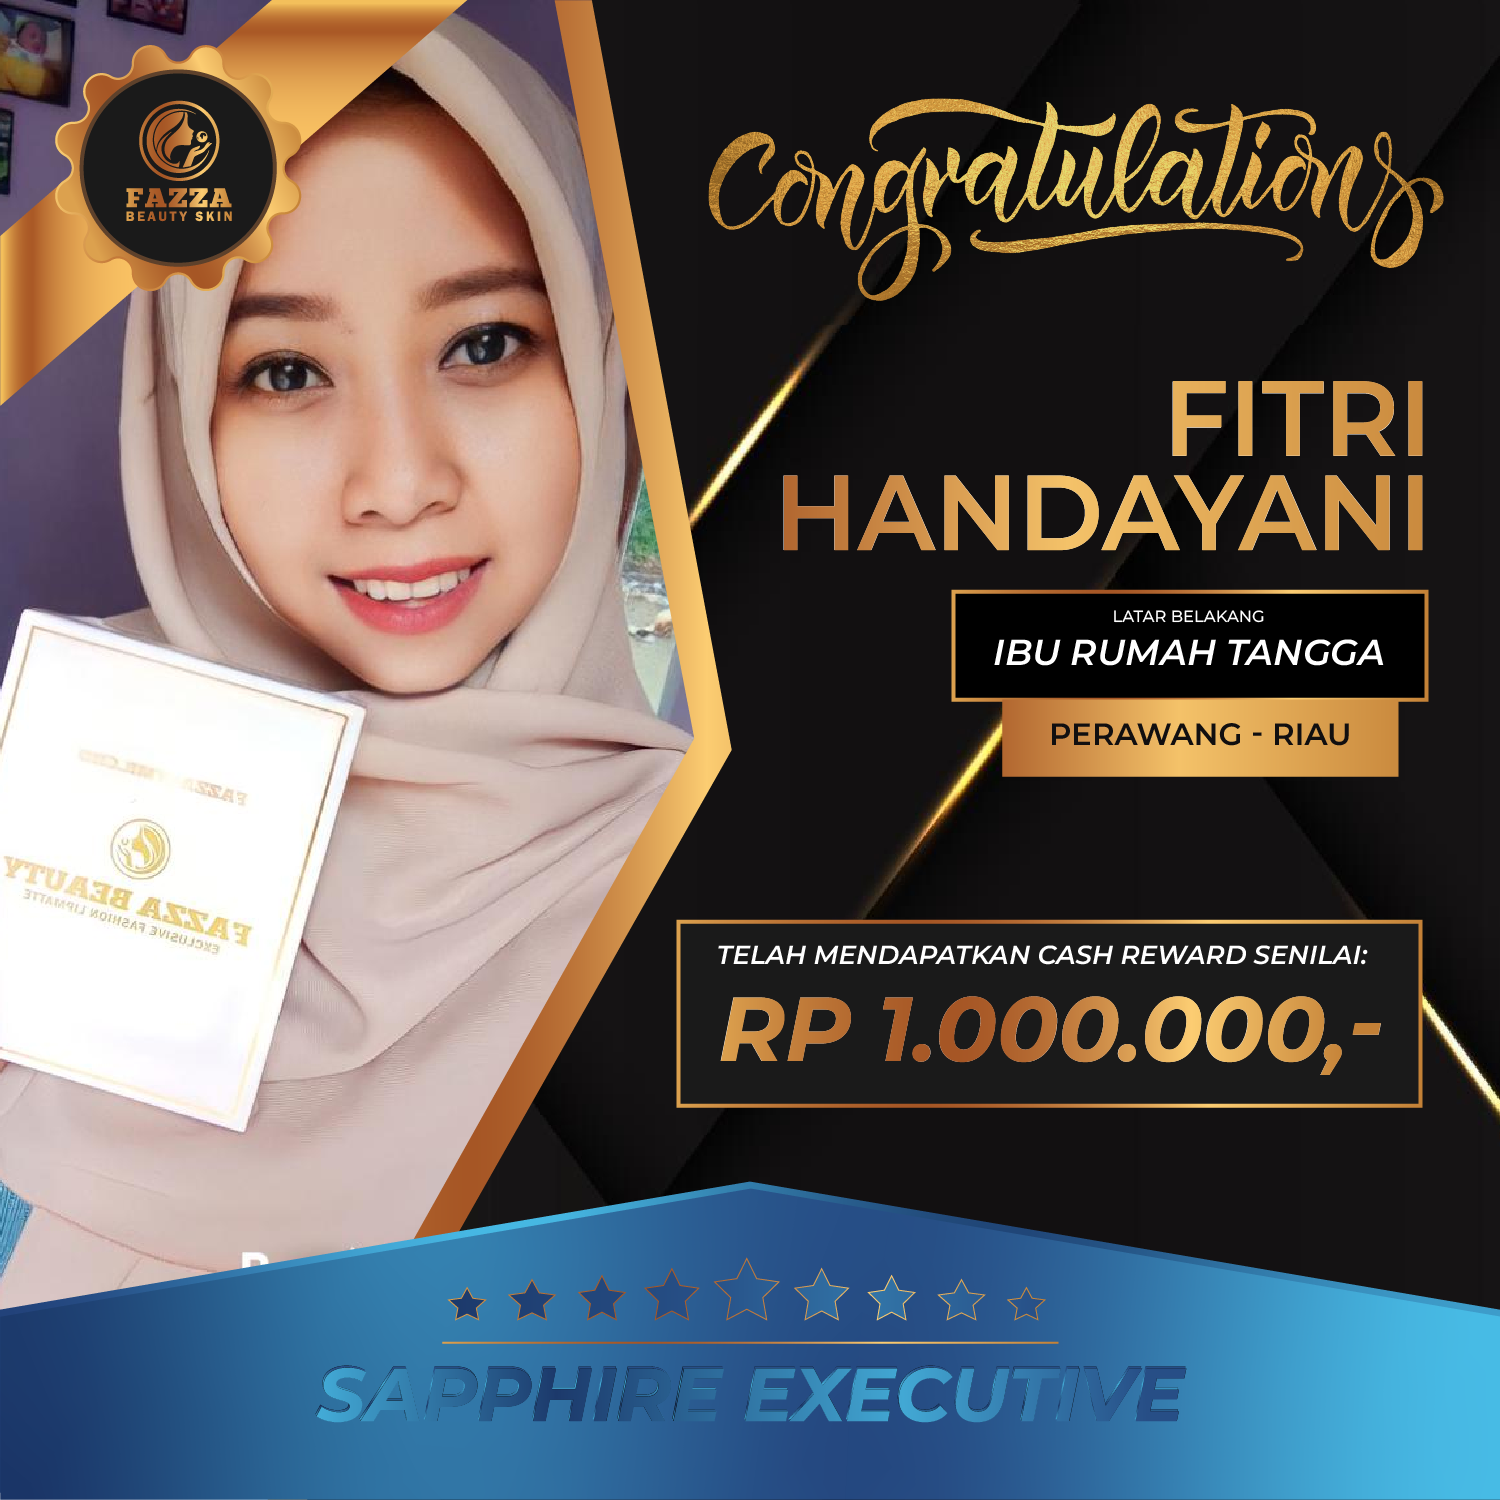 FAZZA
BEAUTY SKIN
Congratulations
FITRI
HANDAYANI
LATAR BELAKANG
IBU RUMAH TANGGA
PERAWANG - RIAU
FAZZA BEAUTY
EXCLUSIVE FASHION LIPMATTE
TELAH MENDAPATKAN CASH REWARD SENILAI:
RP 1.000.000,-
SAPPHIRE EXECUTIVE